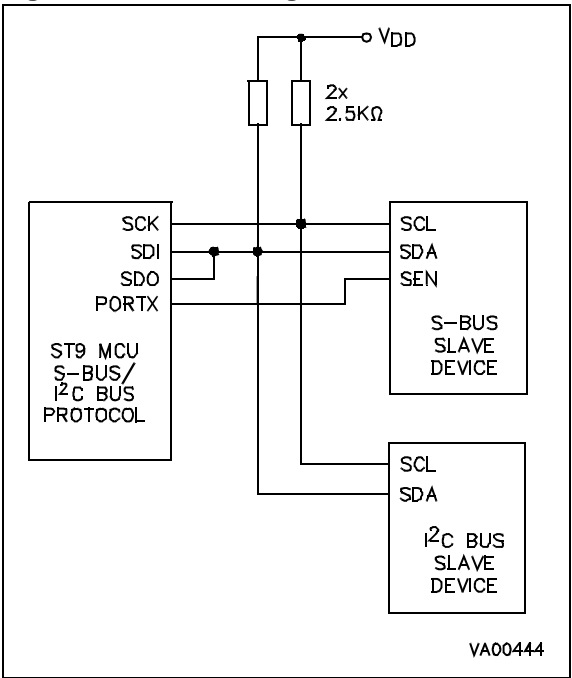 VDD
2x
2.5KΩ
SCK
SDI
SDO
PORTX
ST9 MCU
S-BUS/
I²C BUS
PROTOCOL
SCL
SDA
SEN
S-BUS
SLAVE
DEVICE
SCL
SDA
I²C BUS
SLAVE
DEVICE
VA00444